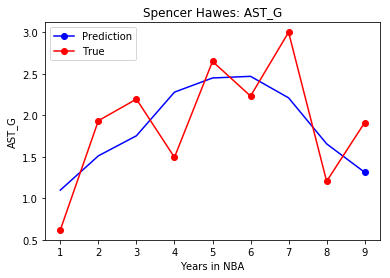 Spencer Hawes: AST_G
Prediction
True
AST_G
3.0
2.5
2.0
1.5
1.0
0.5
1 2 3 4 5 6 7 8 9
Years in NBA